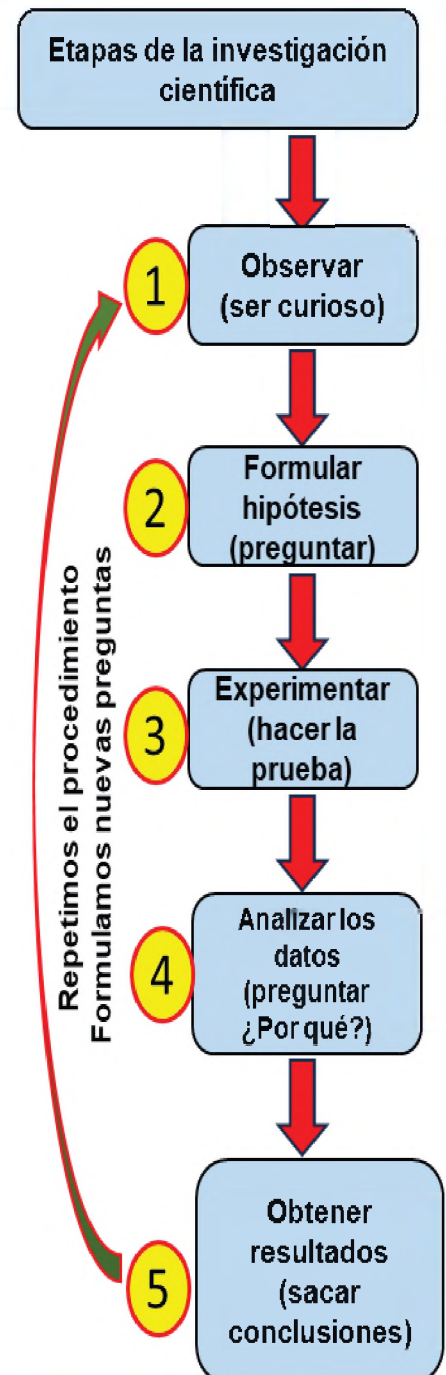 Etapas de la investigación
científica
1
Observar
(ser curioso)
2
Formular
hipótesis
(preguntar)
3
Experimentar
(hacer la
prueba)
4
Analizar los
datos
(preguntar
¿Por qué?)
5
Obtener
resultados
(sacar
conclusiones)
Repetimos el procedimiento
Formulamos nuevas preguntas